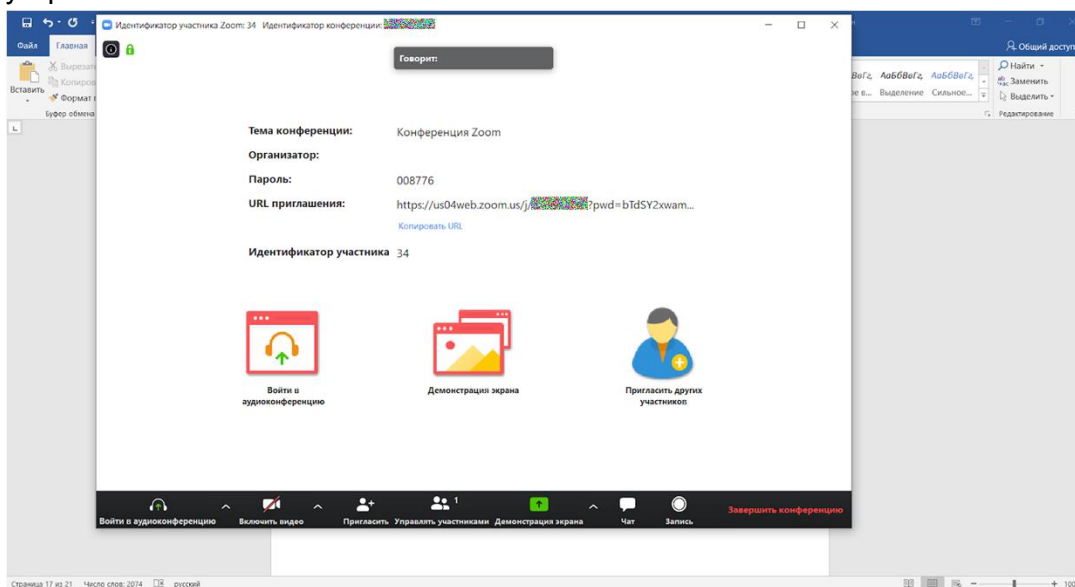 Идентификатор участника Zoom: 34 Идентификатор конференции:
Файл Главная
Общий доступ
Говорит:
Вставить
Буфер обмена
Найти
Заменить
Выделить
Редактирование
АаБбВвГг, АаБбВвГг,
Выделение Сильное...
Тема конференции: Конференция Zoom
Организатор:
Пароль: 008776
URL приглашения: https://us04web.zoom.us/j/ ?pwd=bTdSY2xwam...
Копировать URL
Идентификатор участника 34
Войти в
аудиоконференцию
Демонстрация экрана
Пригласить других
участников
1
Войти в аудиоконференцию Включить видео Пригласить Управлять участниками Демонстрация экрана Чат Запись Завершить конференцию
Страница 17 из 21 Число слов: 2074 русский
100